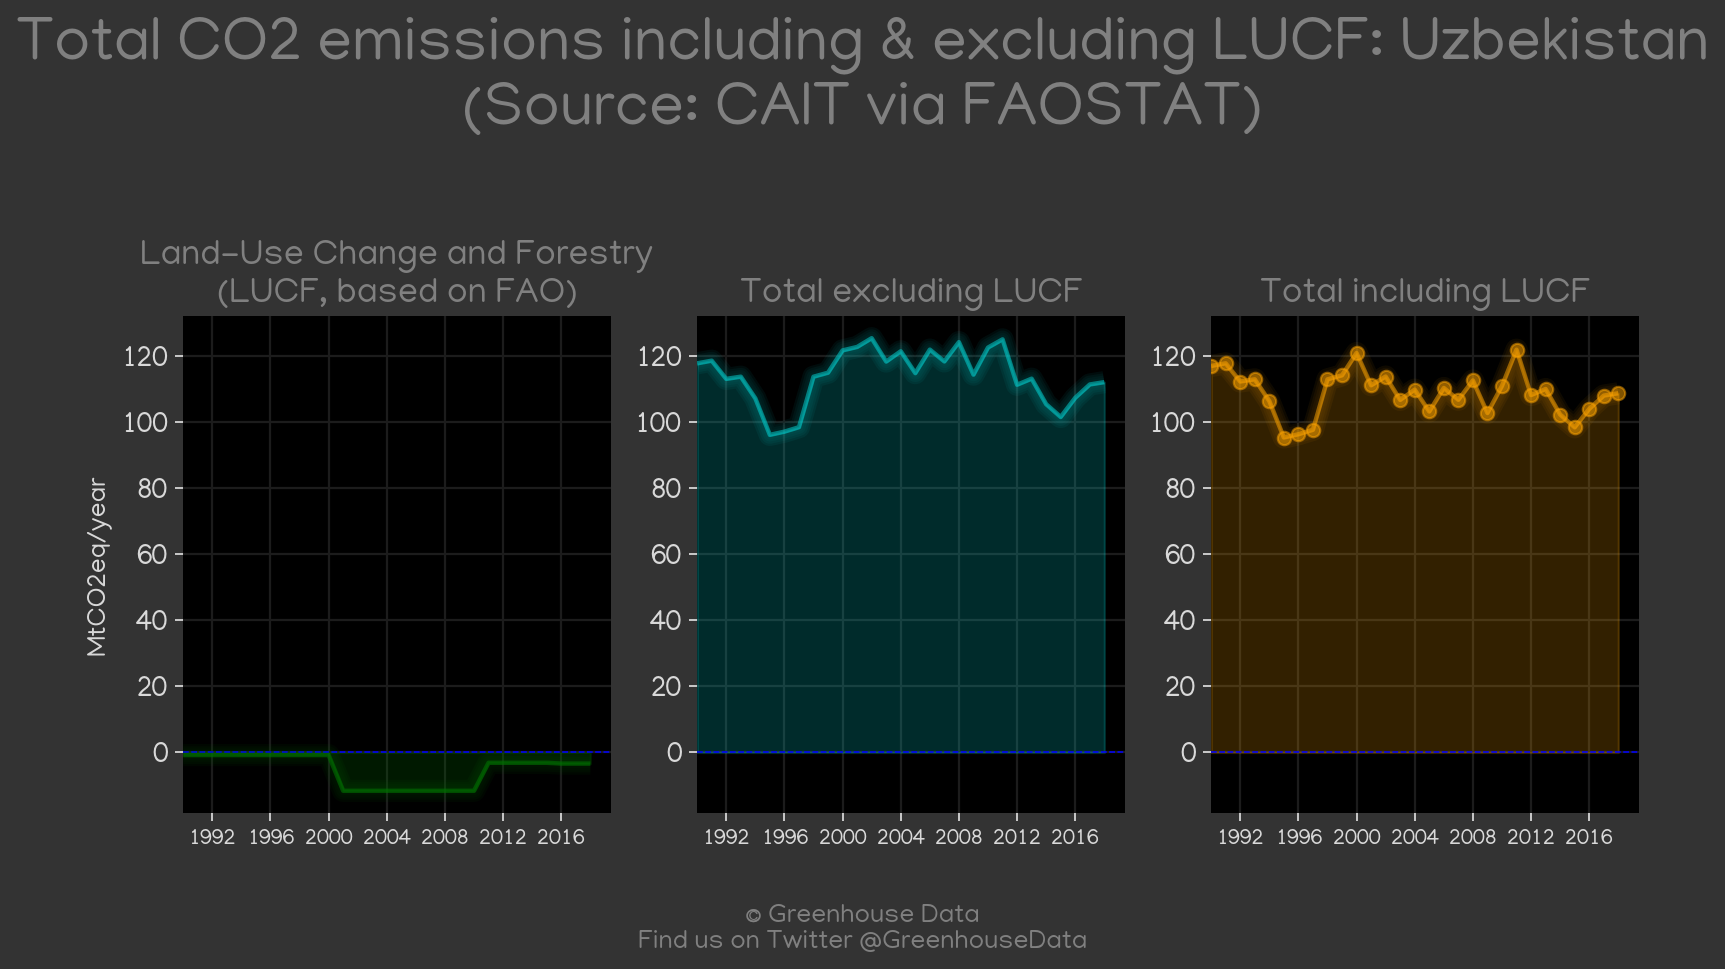 Total CO2 emissions including & excluding LUCF: Uzbekistan
(Source: CAIT via FAOSTAT)
Land-Use Change and Forestry
(LUCF, based on FAO)
Total excluding LUCF
Total including LUCF
MtCO2eq/year
120
100
80
60
40
20
0
1992 1996 2000 2004 2008 2012 2016
120
100
80
60
40
20
0
1992 1996 2000 2004 2008 2012 2016
120
100
80
60
40
20
0
1992 1996 2000 2004 2008 2012 2016
© Greenhouse Data
Find us on Twitter @GreenhouseData